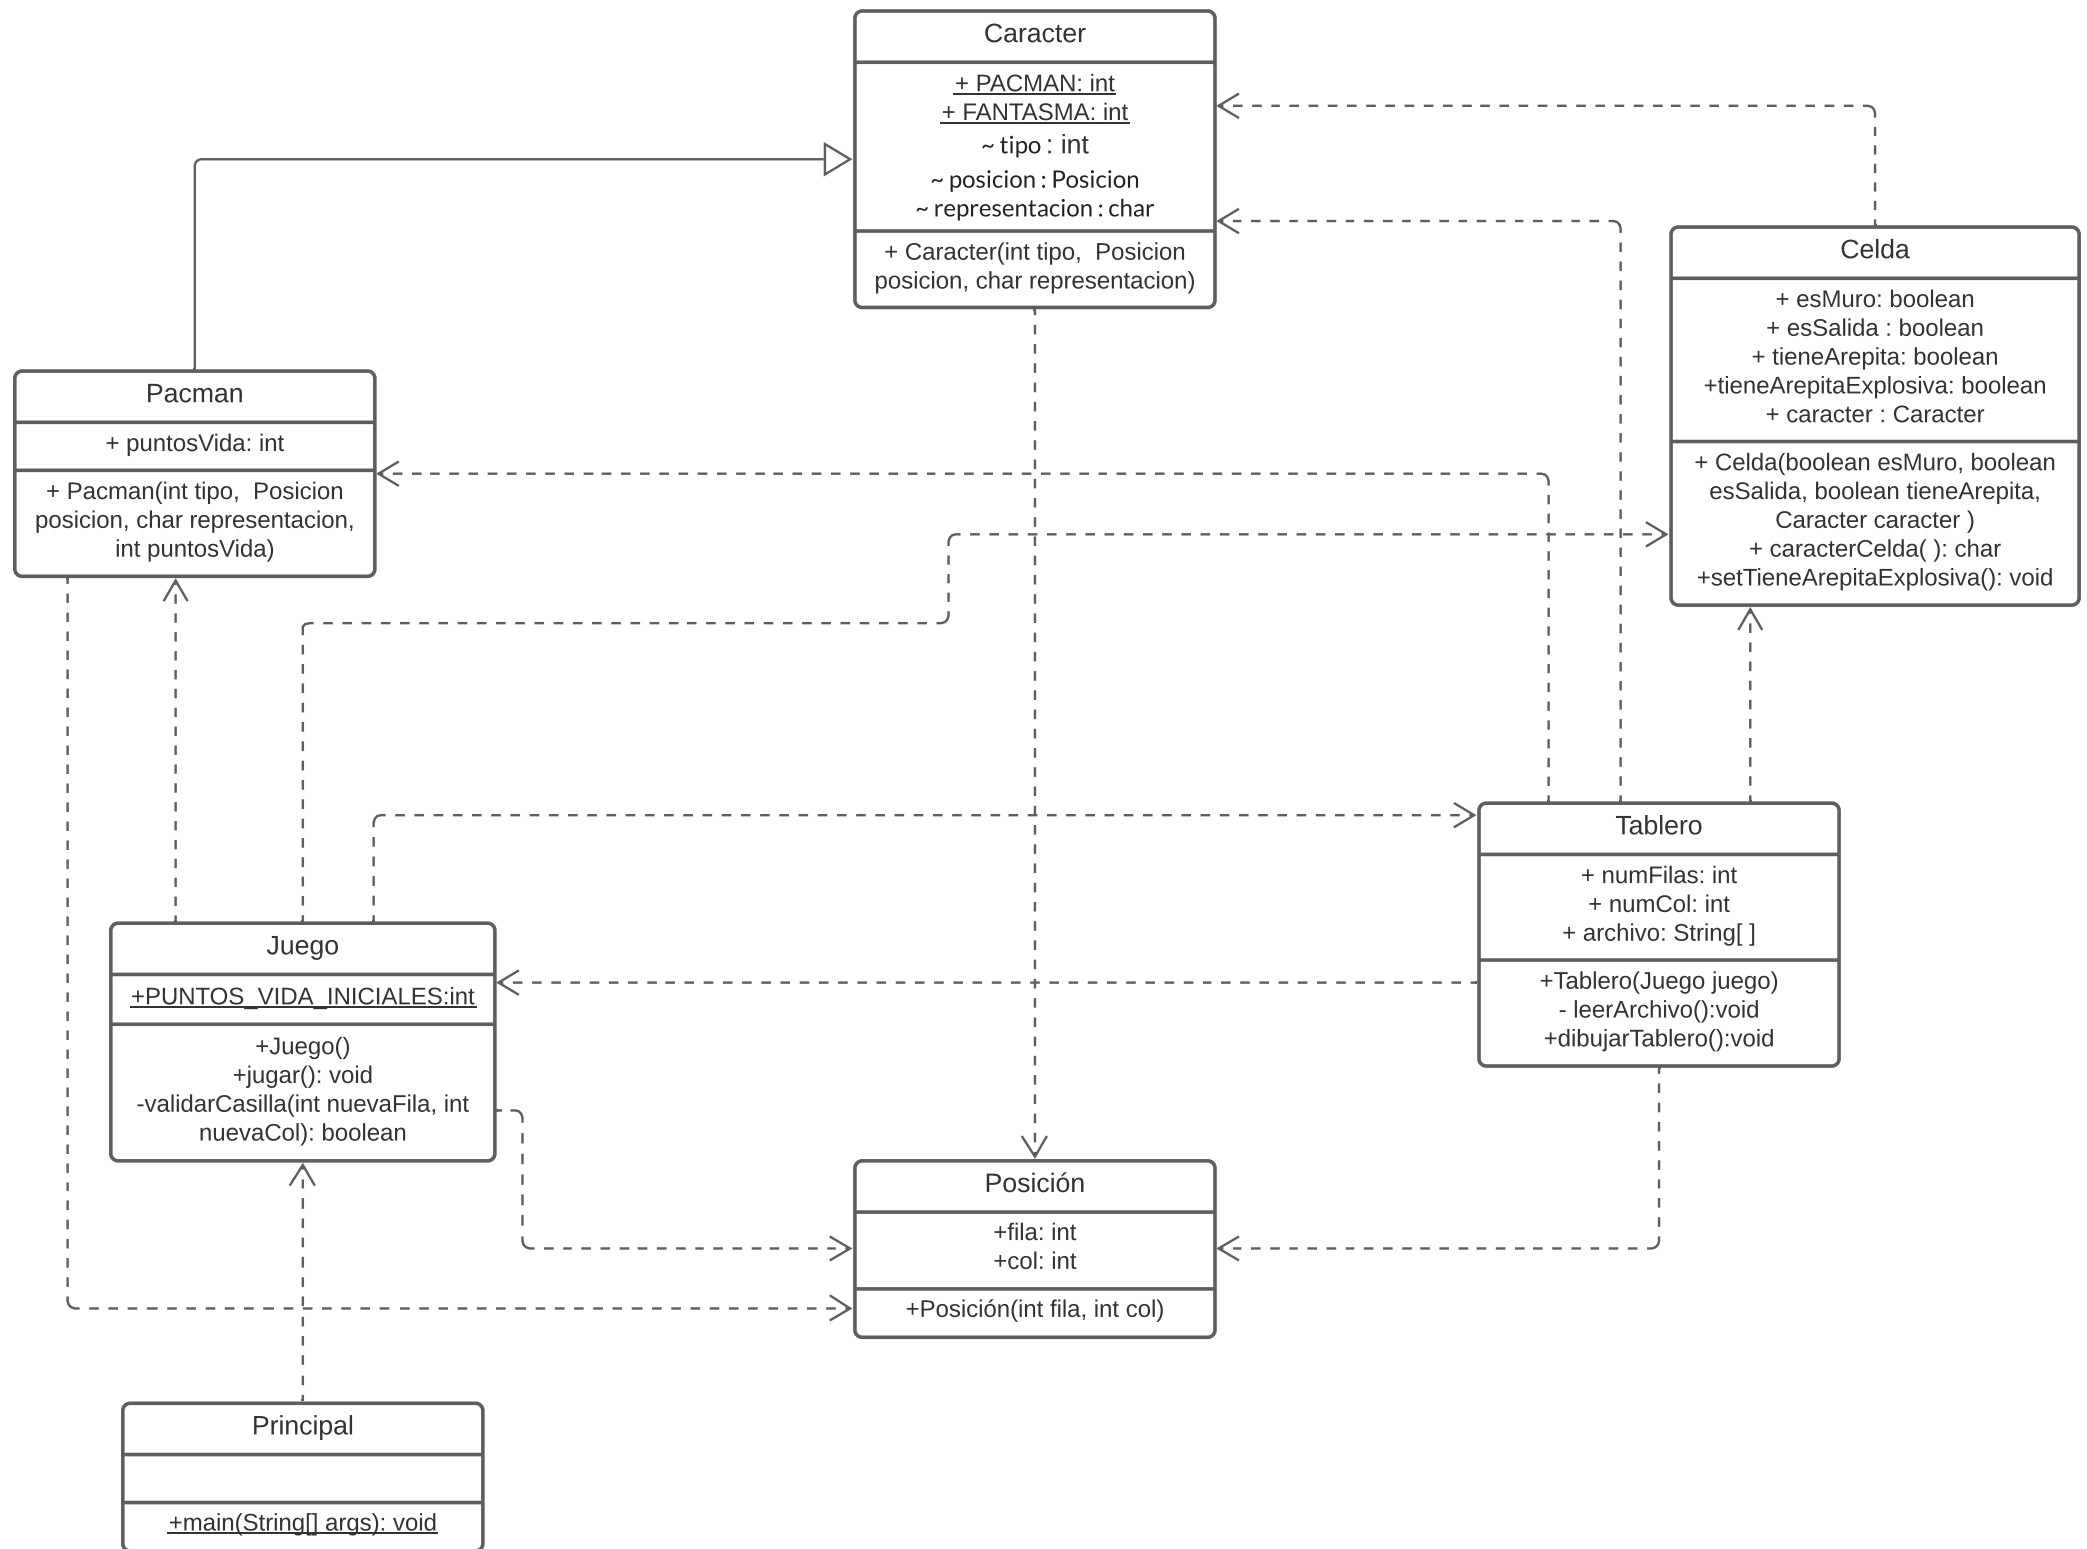 Caracter
+ PACMAN: int
+ FANTASMA: int
~ tipo : int
~ posicion : Posicion
~ representacion : char
+ Caracter(int tipo,  Posicion
posicion, char representacion)
Celda
+ esMuro: boolean
+ esSalida : boolean
+ tieneArepita: boolean
+tieneArepitaExplosiva: boolean
+ caracter : Caracter
+ Celda(boolean esMuro, boolean
esSalida, boolean tieneArepita,
Caracter caracter )
+ caracterCelda( ): char
+setTieneArepitaExplosiva(): void
Pacman
+ puntosVida: int
+ Pacman(int tipo,  Posicion
posicion, char representacion,
int puntosVida)
Tablero
+ numFilas: int
+ numCol: int
+ archivo: String[ ]
+Tablero(Juego juego)
- leerArchivo():void
+dibujarTablero():void
Juego
+PUNTOS_VIDA_INICIALES:int
+Juego()
+jugar(): void
-validarCasilla(int nuevaFila, int
nuevaCol): boolean
Posición
+fila: int
+col: int
+Posición(int fila, int col)
Principal
+main(String[] args): void